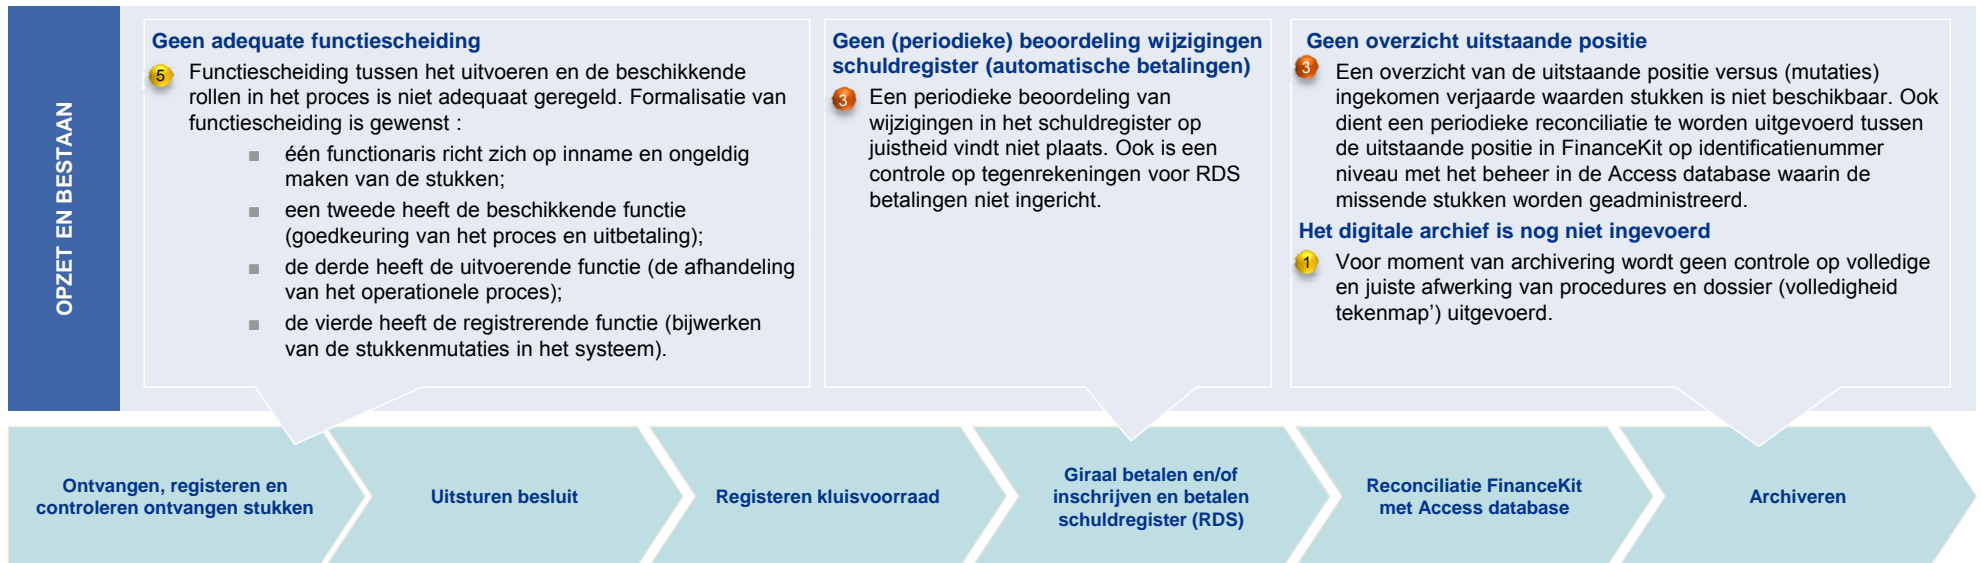 OPZET EN BESTAAN
Geen adequate functiescheiding
5 Functiescheiding tussen het uitvoeren en de beschikkende
rollen in het proces is niet adequaat geregeld. Formalisatie van
functiescheiding is gewenst :
■ één functionaris richt zich op inname en ongeldig
maken van de stukken;
■ een tweede heeft de beschikkende functie
(goedkeuring van het proces en uitbetaling);
■ de derde heeft de uitvoerende functie (de afhandeling
van het operationele proces);
■ de vierde heeft de registrerende functie (bijwerken
van de stukkenmutaties in het systeem).
Geen (periodieke) beoordeling wijzigingen
schuldregister (automatische betalingen)
3 Een periodieke beoordeling van
wijzigingen in het schuldregister op
juistheid vindt niet plaats. Ook is een
controle op tegenrekeningen voor RDS
betalingen niet ingericht.
Geen overzicht uitstaande positie
3 Een overzicht van de uitstaande positie versus (mutaties)
ingekomen verjaarde waarden stukken is niet beschikbaar. Ook
dient een periodieke reconciliatie te worden uitgevoerd tussen
de uitstaande positie in FinanceKit op identificatienummer
niveau met het beheer in de Access database waarin de
missende stukken worden geadministreerd.
Het digitale archief is nog niet ingevoerd
1 Voor moment van archivering wordt geen controle op volledige
en juiste afwerking van procedures en dossier (volledigheid
tekenmap’) uitgevoerd.
Ontvangen, registeren en
controleren ontvangen stukken
Uitsturen besluit
Registeren kluisvoorraad
Giraal betalen en/of
inschrijven en betalen
schuldregister (RDS)
Reconciliatie FinanceKit
met Access database
Archiveren